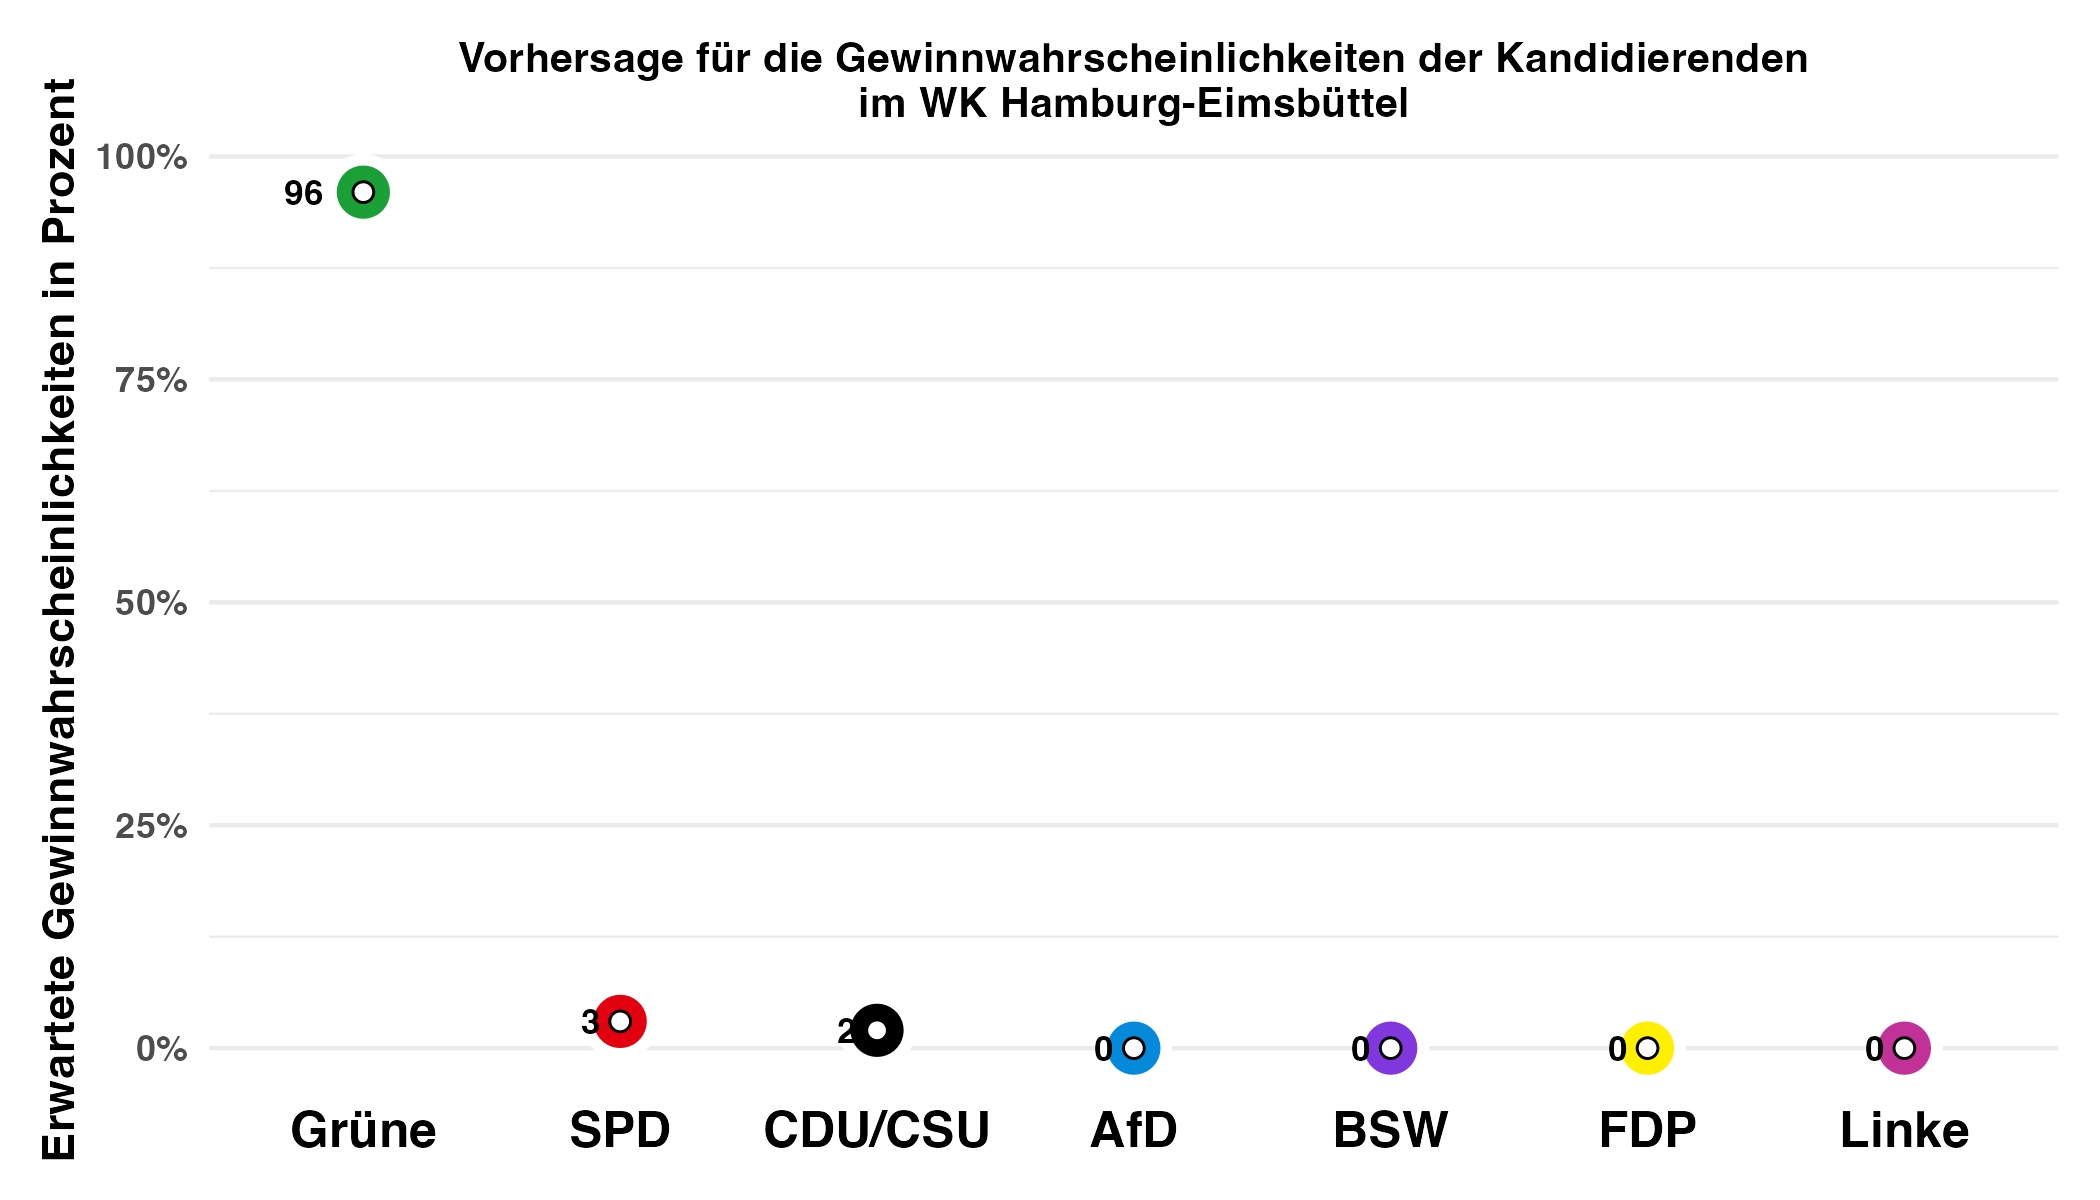 Vorhersage für die Gewinnwahrscheinlichkeiten der Kandidierenden
im WK Hamburg-Eimsbüttel
Erwartete Gewinnwahrscheinlichkeiten in Prozent
100%
75%
50%
25%
0%
96
3
2
0
0
0
0
Grüne
SPD
CDU/CSU
AfD
BSW
FDP
Linke